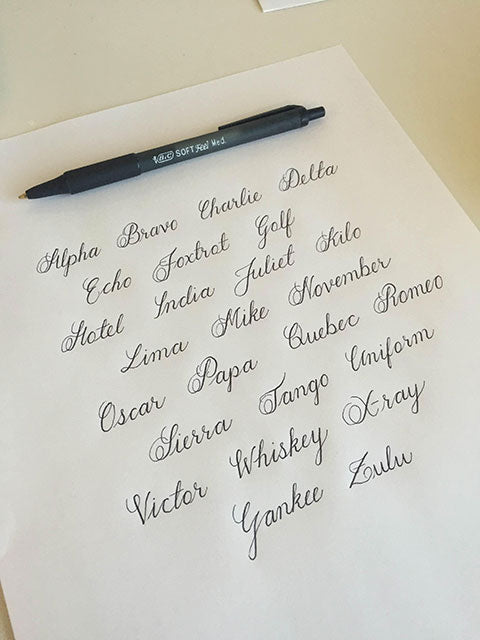 BIC SOFT Feel Med.
Alpha Bravo Charlie Delta
Echo Foxtrot Golf
Hotel India Juliet Kilo
Lima Mike November
Oscar Papa Quebec Romeo
Sierra Tango Uniform
Victor Whiskey X-ray
Yankee Zulu